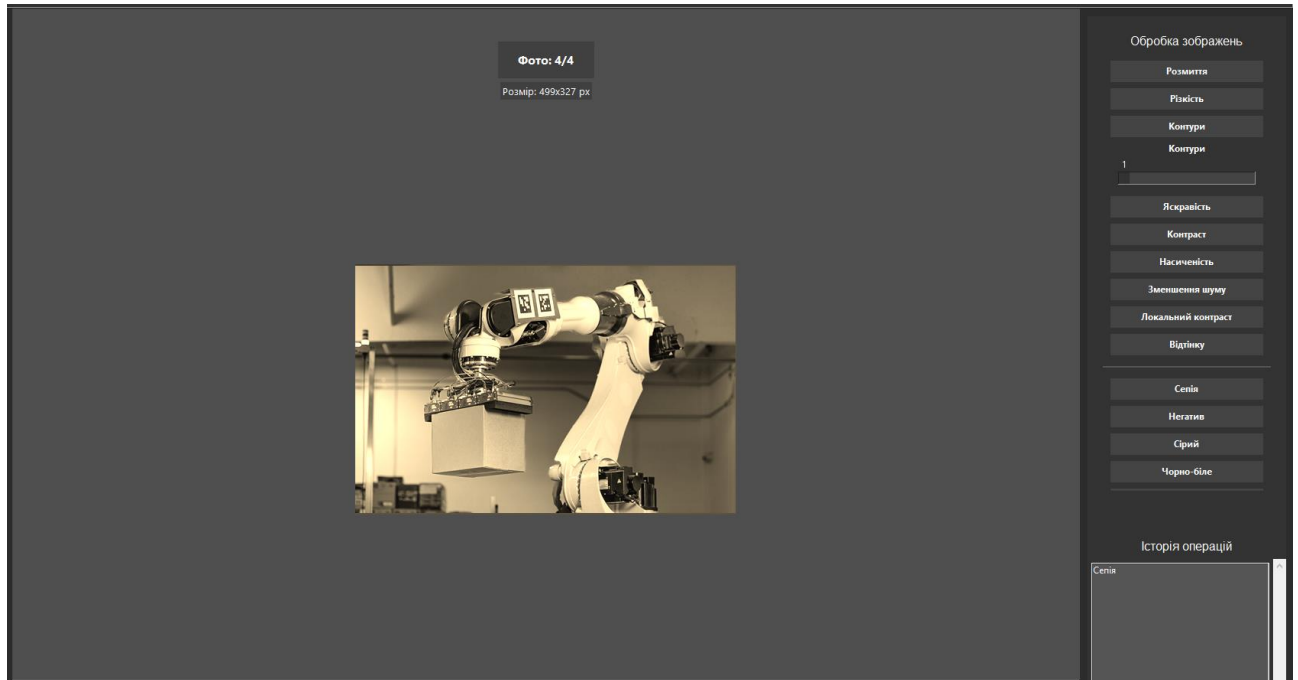 Фото: 4/4
Розмір: 499x327 px
Обробка зображень
Розмиття
Різкість
Контури
Контури
1
Яскравість
Контраст
Насиченість
Зменшення шуму
Локальний контраст
Відтінку
Сепія
Негатив
Сірий
Чорно-біле
Історія операцій
Сепія